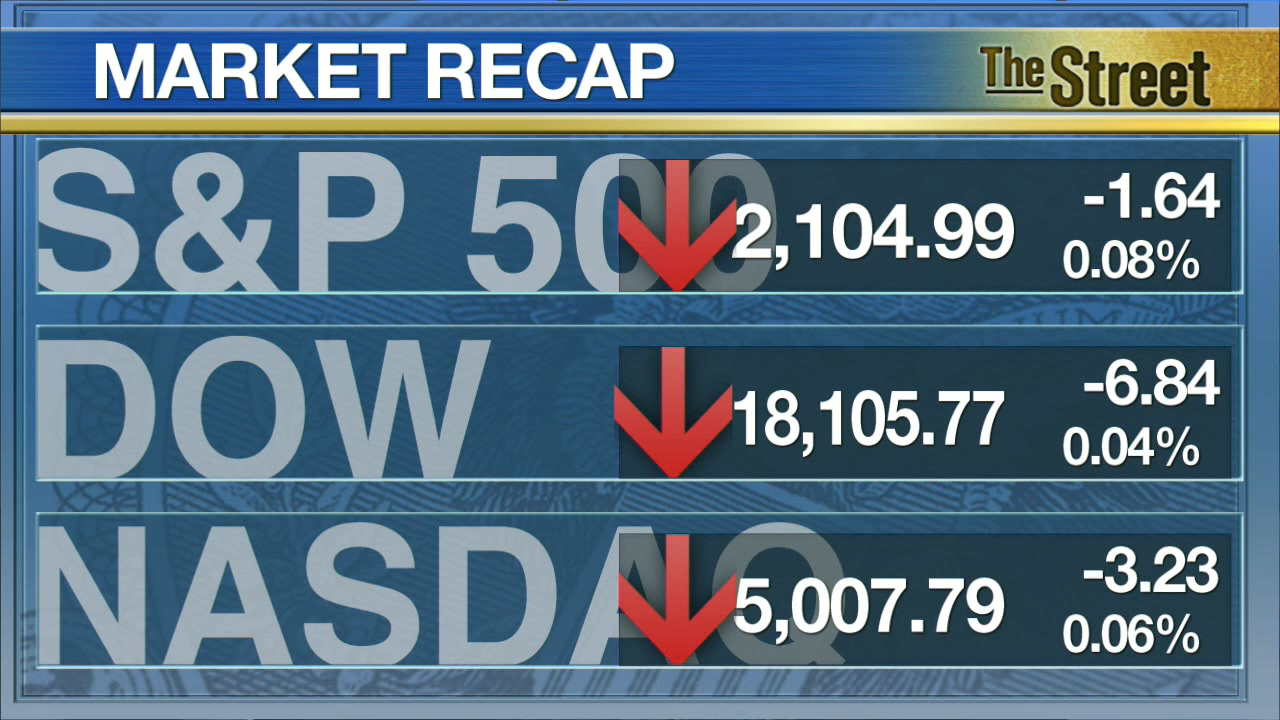 MARKET RECAP
The Street
S&P 500
2,104.99
-1.64
0.08%
DOW
18,105.77
-6.84
0.04%
NASDAQ
5,007.79
-3.23
0.06%